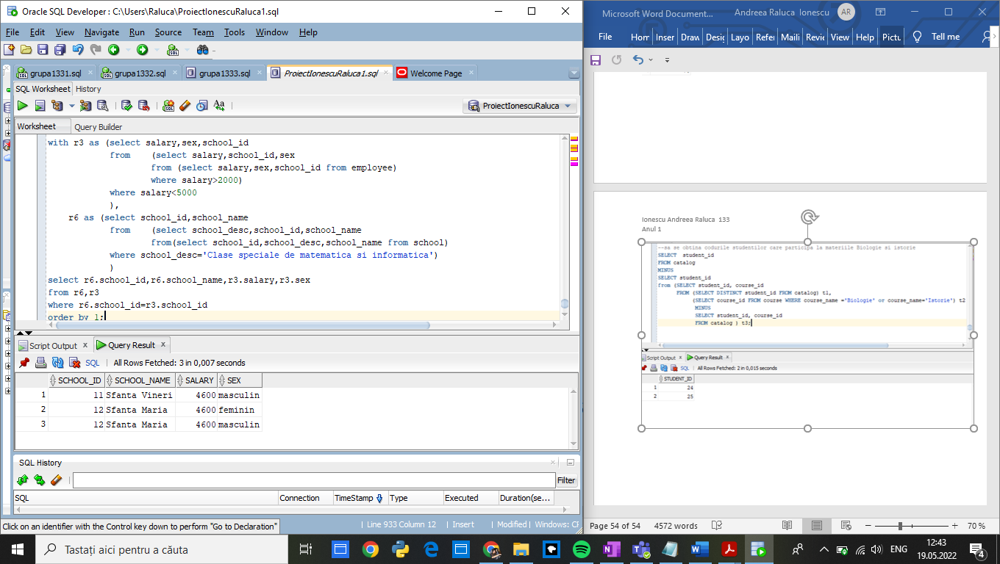 Oracle SQL Developer : C:\Users\Raluca\ProiectIonescuRaluca1.sql
File Edit View Navigate Run Source Team Tools Window Help
grupa1331.sql grupa1332.sql grupa1333.sql ProiectIonescuRaluca1.sql Welcome Page
SQL Worksheet History
ProiectIonescuRaluca
Worksheet Query Builder
with r3 as (select salary,sex,school_id
from (select salary,school_id,sex
from (select salary,sex,school_id from employee)
where salary>2000)
where salary<5000
),
r6 as (select school_id,school_name
from (select school_desc,school_id,school_name
from(select school_id,school_desc,school_name from school)
where school_desc='Clase speciale de matematica si informatica')
)
select r6.school_id,r6.school_name,r3.salary,r3.sex
from r6,r3
where r6.school_id=r3.school_id
order by 1;
Script Output x Query Result x
SQL | All Rows Fetched: 3 in 0,007 seconds
SCHOOL_ID SCHOOL_NAME SALARY SEX
1 11 Sfanta Vineri 4600 masculin
2 12 Sfanta Maria 4600 feminin
3 12 Sfanta Maria 4600 masculin
SQL History
Filter
SQL Connection TimeStamp Type Executed Duration(se...
Click on an identifier with the Control key down to perform "Go to Declaration"
| Line 933 Column 12 | Insert | Modified | Windows: CF
Microsoft Word Document... Andreea Raluca Ionescu AR
File Hom Inser Draw Desig Layo Refer Maili Revie View Help Pictu Tell me
Ionescu Andreea Raluca 133
Anul 1
--sa se obtina codurile studentilor care participa la materiile Biologie si istorie
SELECT student_id
FROM catalog
MINUS
SELECT student_id
from (SELECT student_id, course_id
FROM (SELECT DISTINCT student_id FROM catalog) t1,
(SELECT course_id FROM course WHERE course_name ='Biologie' or course_name='Istorie') t2
MINUS
SELECT student_id, course_id
FROM catalog ) t3;
Script Output x Query Result x
SQL | All Rows Fetched: 2 in 0,015 seconds
STUDENT_ID
1 24
2 25
Page 54 of 54 4572 words 70 %
Tastați aici pentru a căuta
ENG 12:43
19.05.2022
4